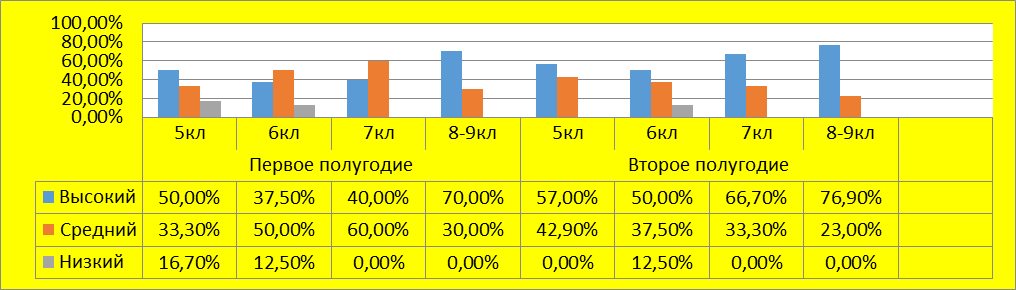 100,00%
80,00%
60,00%
40,00%
20,00%
0,00%
5кл 6кл 7кл 8-9кл 5кл 6кл 7кл 8-9кл
Первое полугодие Второе полугодие
Высокий 50,00% 37,50% 40,00% 70,00% 57,00% 50,00% 66,70% 76,90%
Средний 33,30% 50,00% 60,00% 30,00% 42,90% 37,50% 33,30% 23,00%
Низкий 16,70% 12,50% 0,00% 0,00% 0,00% 12,50% 0,00% 0,00%